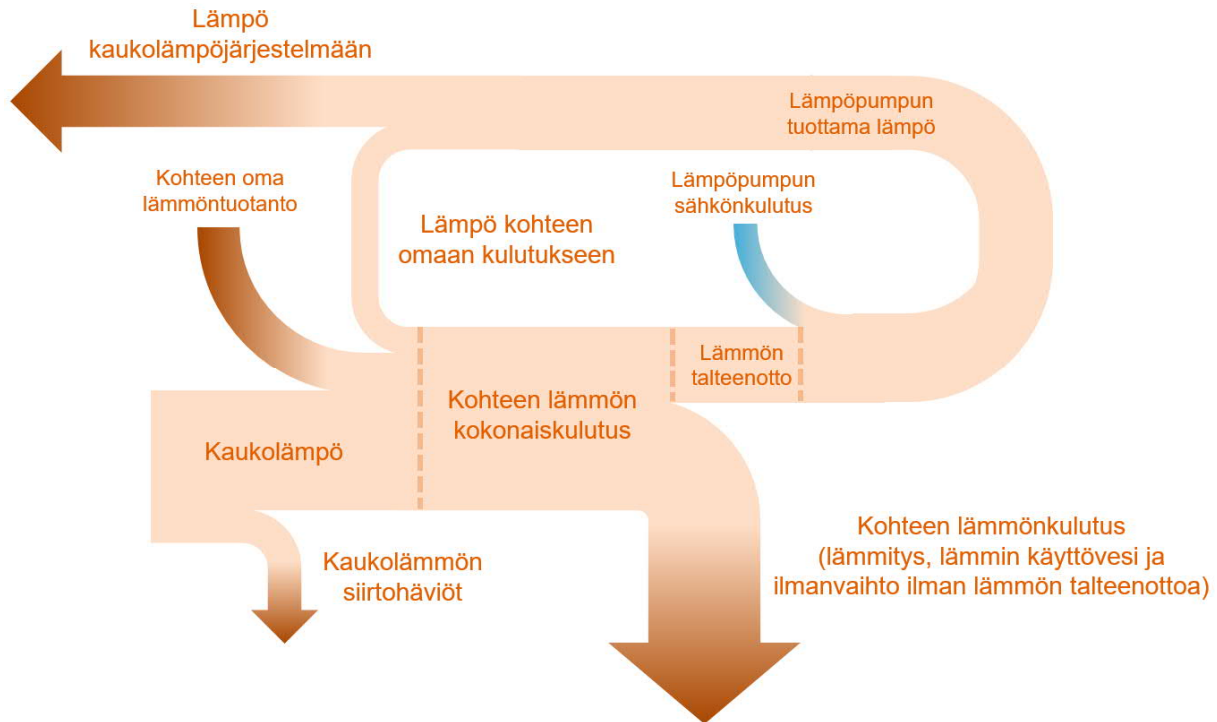 Lämpö
kaukolämpöjärjestelmään
Lämpöpumpun
tuottama lämpö
Kohteen oma
lämmöntuotanto
Lämpöpumpun
sähkönkulutus
Lämpö kohteen
omaan kulutukseen
Lämmön
talteenotto
Kohteen lämmön
kokonaiskulutus
Kaukolämpö
Kaukolämmön
siirtohäviöt
Kohteen lämmönkulutus
(lämmitys, lämmin käyttövesi ja
ilmanvaihto ilman lämmön talteenottoa)